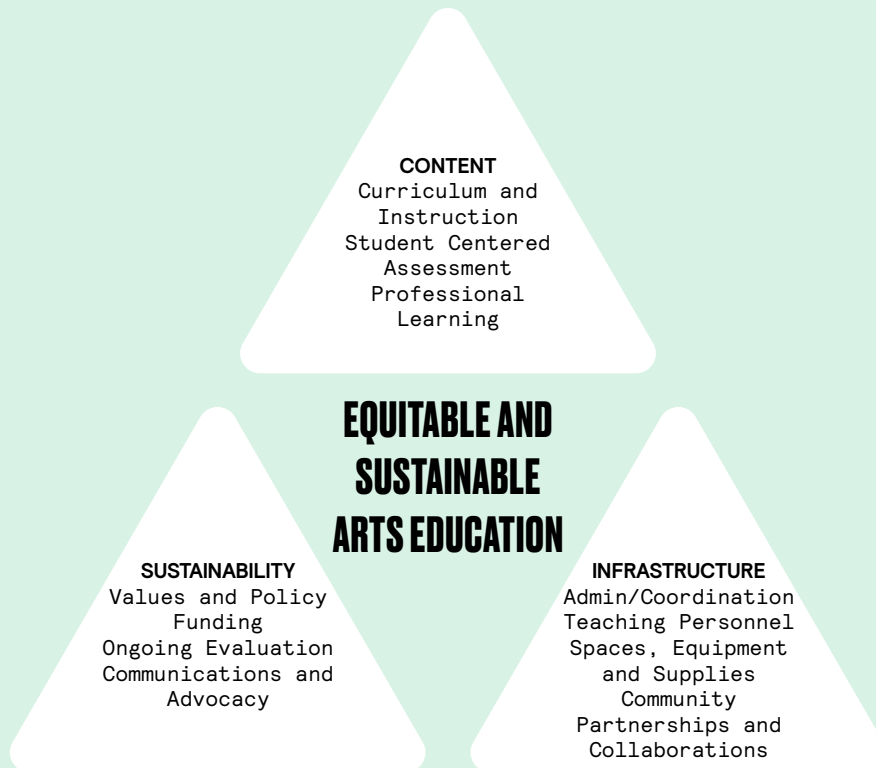 CONTENT
Curriculum and
Instruction
Student Centered
Assessment
Professional
Learning
EQUITABLE AND
SUSTAINABLE
ARTS EDUCATION
SUSTAINABILITY
Values and Policy
Funding
Ongoing Evaluation
Communications and
Advocacy
INFRASTRUCTURE
Admin/Coordination
Teaching Personnel
Spaces, Equipment
and Supplies
Community
Partnerships and
Collaborations